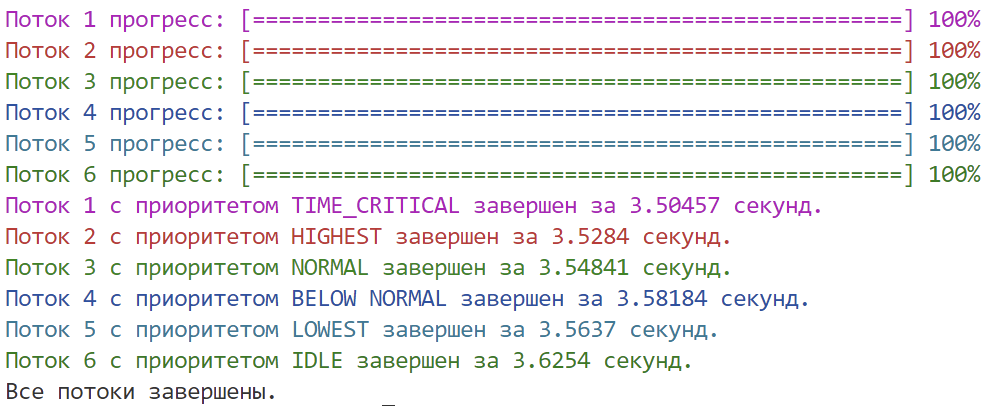 Поток 1 прогресс: [==================================================] 100%
Поток 2 прогресс: [==================================================] 100%
Поток 3 прогресс: [==================================================] 100%
Поток 4 прогресс: [==================================================] 100%
Поток 5 прогресс: [==================================================] 100%
Поток 6 прогресс: [==================================================] 100%
Поток 1 с приоритетом TIME_CRITICAL завершен за 3.50457 секунд.
Поток 2 с приоритетом HIGHEST завершен за 3.5284 секунд.
Поток 3 с приоритетом NORMAL завершен за 3.54841 секунд.
Поток 4 с приоритетом BELOW NORMAL завершен за 3.58184 секунд.
Поток 5 с приоритетом LOWEST завершен за 3.5637 секунд.
Поток 6 с приоритетом IDLE завершен за 3.6254 секунд.
Все потоки завершены.